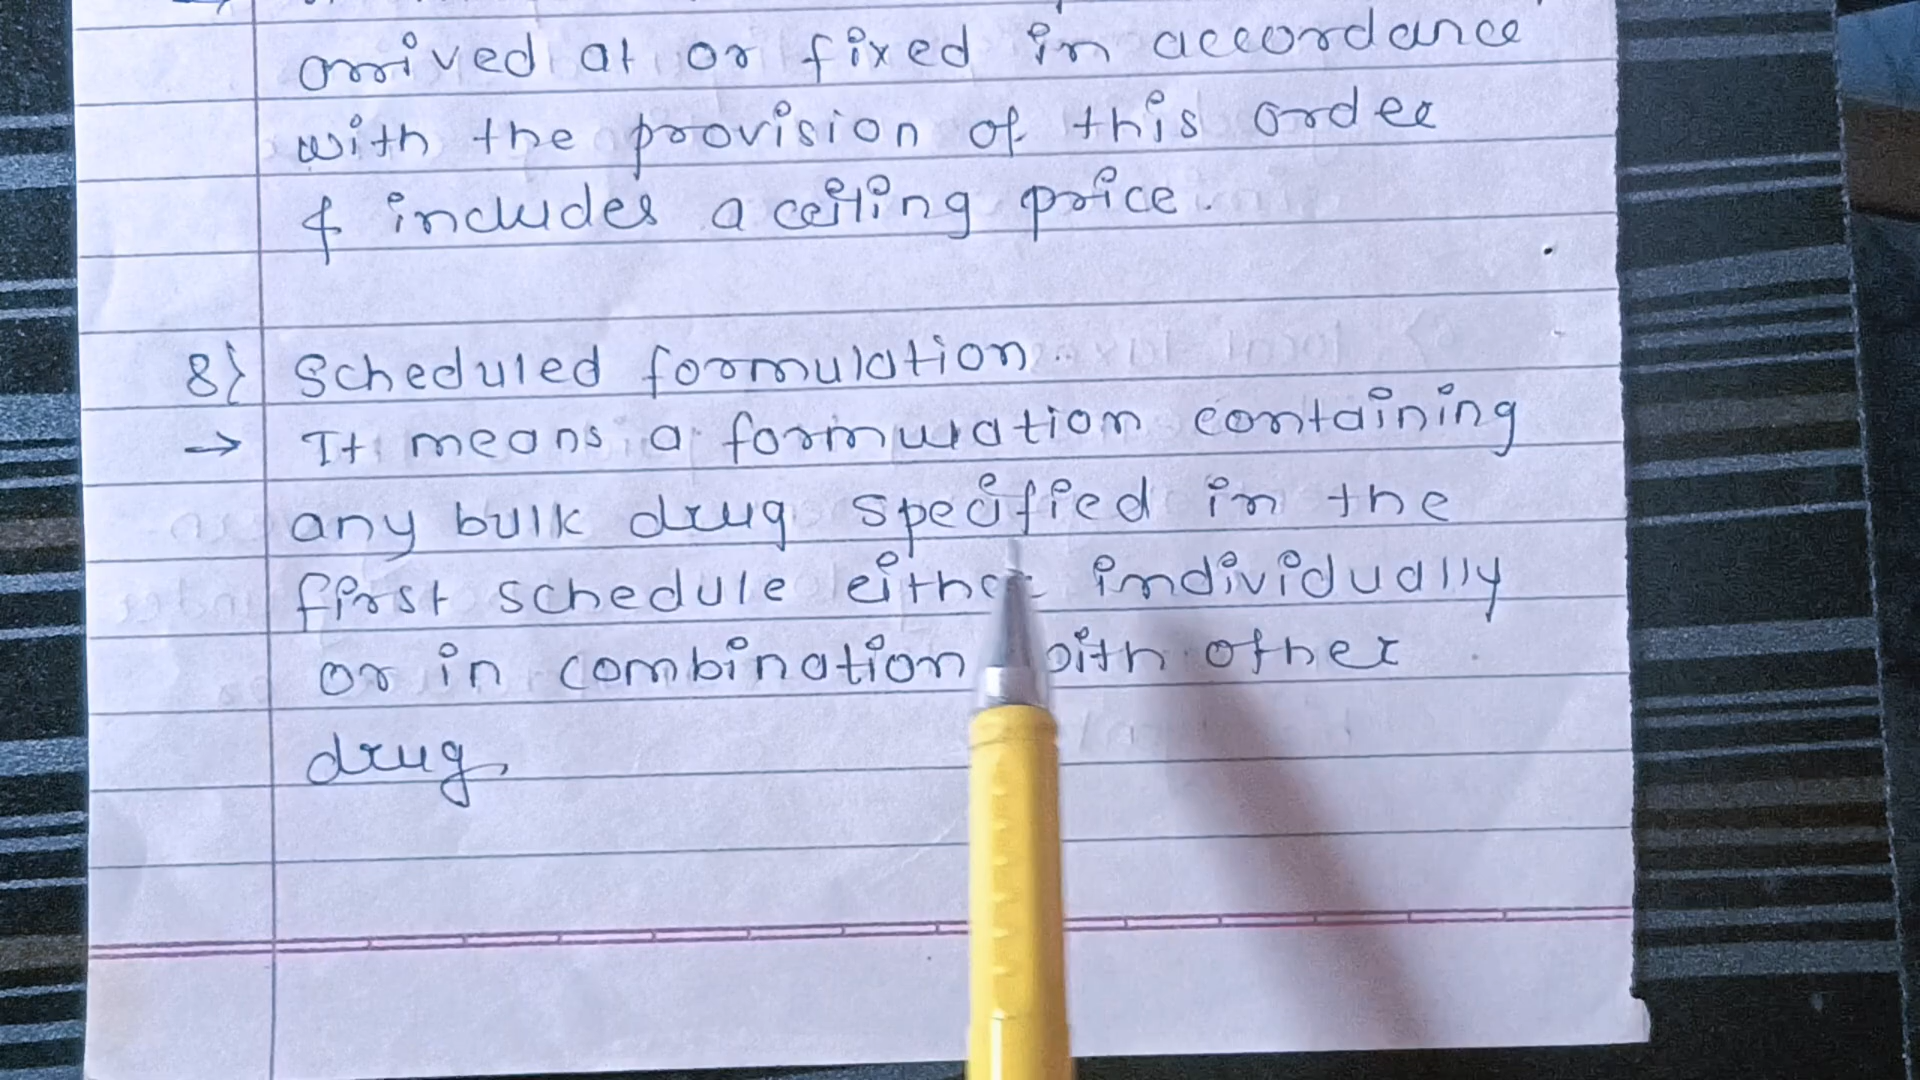 arrived at or fixed in accordance
with the provision of this order
& includes a ceiling price.
8} Scheduled formulation
→ It means a formulation containing
any bulk drug specified in the
first schedule either individually
or in combination with other
drug.